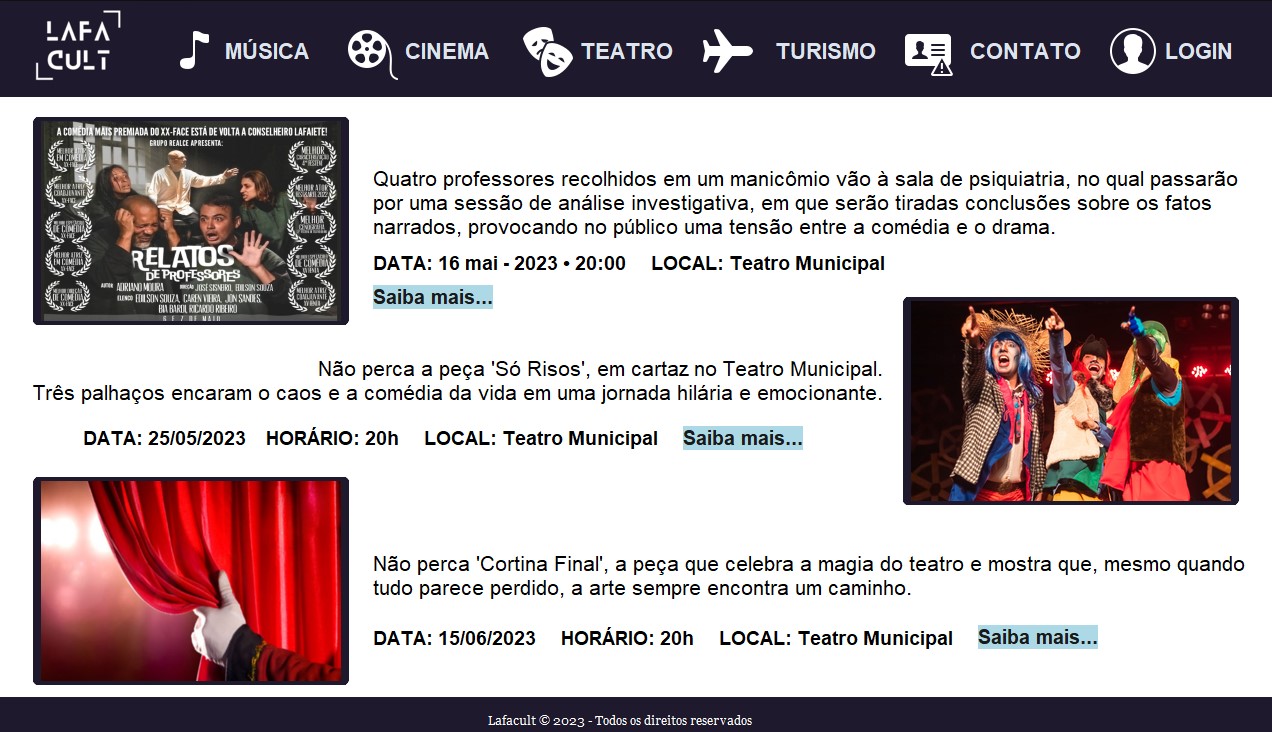 LAFA
CULT
MÚSICA
CINEMA
TEATRO
TURISMO
CONTATO
LOGIN
A COMÉDIA MAIS PREMIADA DO XX-FACE ESTÁ DE VOLTA A CONSELHEIRO LAFAIETE!
GRUPO REALCE APRESENTA:
RELATOS
DE PROFESSORES
AUTOR ADRIANO MOURA DIREÇÃO JOSÉ SISNEIRO, EDILSON SOUZA
ELENCO EDILSON SOUZA, CAREN VIEIRA, JON SANDES,
BIA BAROI, RICARDO RIBEIRO
6 E 7 DE MAIO
Quatro professores recolhidos em um manicômio vão à sala de psiquiatria, no qual passarão
por uma sessão de análise investigativa, em que serão tiradas conclusões sobre os fatos
narrados, provocando no público uma tensão entre a comédia e o drama.
DATA: 16 mai - 2023 • 20:00 LOCAL: Teatro Municipal
Saiba mais...
Não perca a peça 'Só Risos', em cartaz no Teatro Municipal.
Três palhaços encaram o caos e a comédia da vida em uma jornada hilária e emocionante.
DATA: 25/05/2023 HORÁRIO: 20h LOCAL: Teatro Municipal Saiba mais...
Não perca 'Cortina Final', a peça que celebra a magia do teatro e mostra que, mesmo quando
tudo parece perdido, a arte sempre encontra um caminho.
DATA: 15/06/2023 HORÁRIO: 20h LOCAL: Teatro Municipal Saiba mais...
Lafacult © 2023 - Todos os direitos reservados